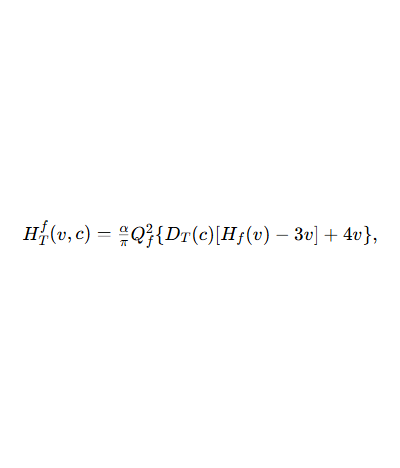 $H_T^f(v,c) = \frac{\alpha}{\pi} Q_f^2 \{ D_T(c) [ H_f(v) - 3v ] + 4v \},$